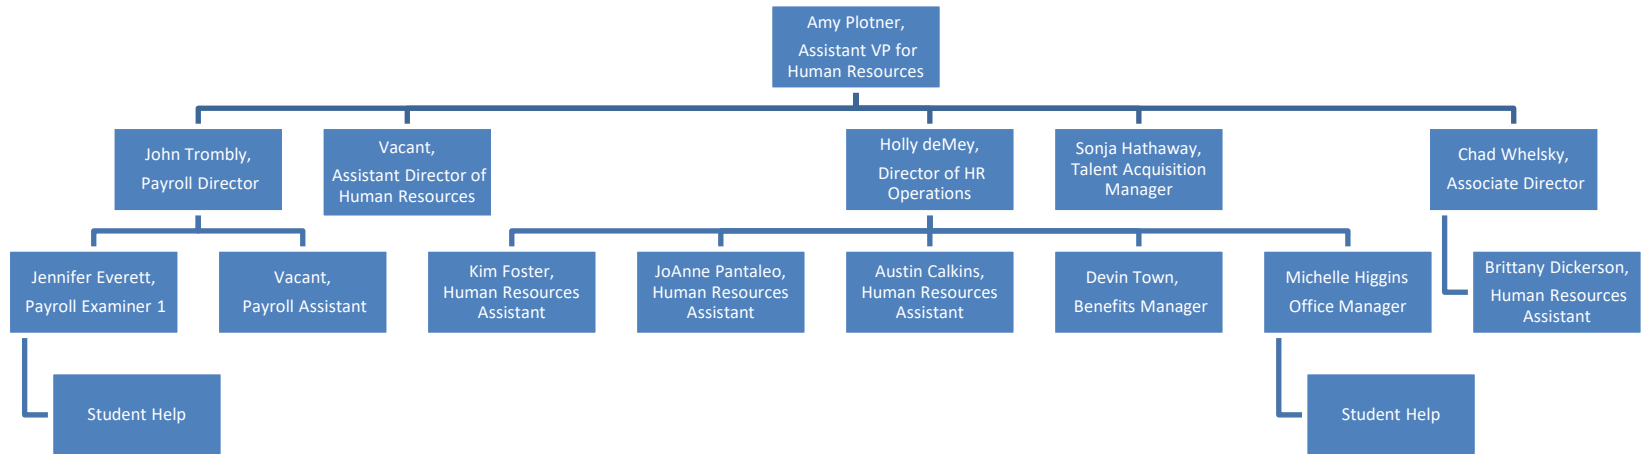 Amy Plotner,
Assistant VP for
Human Resources
John Trombly,
Payroll Director
Vacant,
Assistant Director of
Human Resources
Holly deMey,
Director of HR
Operations
Sonja Hathaway,
Talent Acquisition
Manager
Chad Whelsky,
Associate Director
Jennifer Everett,
Payroll Examiner 1
Vacant,
Payroll Assistant
Kim Foster,
Human Resources
Assistant
JoAnne Pantaleo,
Human Resources
Assistant
Austin Calkins,
Human Resources
Assistant
Devin Town,
Benefits Manager
Michelle Higgins
Office Manager
Brittany Dickerson,
Human Resources
Assistant
Student Help
Student Help